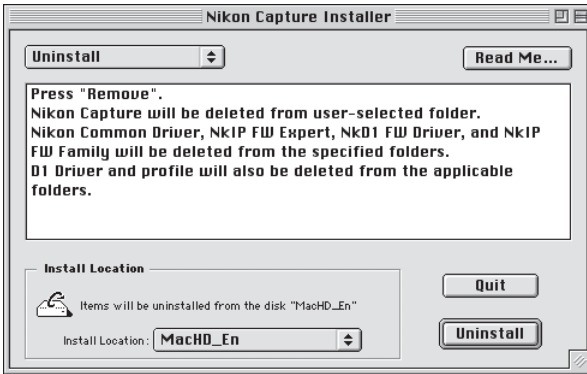 Nikon Capture Installer
Uninstall
Read Me...
Press "Remove".
Nikon Capture will be deleted from user-selected folder.
Nikon Common Driver, NkIP FW Expert, NkD1 FW Driver, and NkIP
FW Family will be deleted from the specified folders.
D1 Driver and profile will also be deleted from the applicable
folders.
Install Location
Items will be uninstalled from the disk "MacHD_En"
Install Location: MacHD_En
Quit
Uninstall